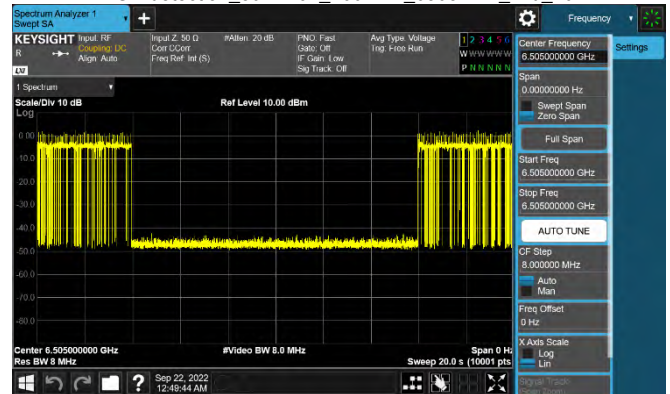 Spectrum Analyzer 1
Swept SA
+
Frequency
KEYSIGHT
R
LXI
Input: RF
Coupling: DC
Align: Auto
Input Z: 50 Ω
Corr CCorr
Freq Ref: Int (S)
#Atten: 20 dB
PNO: Fast
Gate: Off
IF Gain: Low
Sig Track: Off
Avg Type: Voltage
Trig: Free Run
1 2 3 4 5 6
W W W W W W
P N N N N N
1 Spectrum
Scale/Div 10 dB
Ref Level 10.00 dBm
Log
0.00
-10.0
-20.0
-30.0
-40.0
-50.0
-60.0
-70.0
-80.0
Center 6.505000000 GHz
#Video BW 8.0 MHz
Span 0 Hz
Res BW 8 MHz
Sweep 20.0 s (10001 pts
?
Sep 22, 2022
12:49:44 AM
Center Frequency
6.505000000 GHz
Settings
Span
0.00000000 Hz
Swept Span
Zero Span
Full Span
Start Freq
6.505000000 GHz
Stop Freq
6.505000000 GHz
AUTO TUNE
CF Step
8.000000 MHz
Auto
Man
Freq Offset
0 Hz
X Axis Scale
Log
Lin
Signal Track